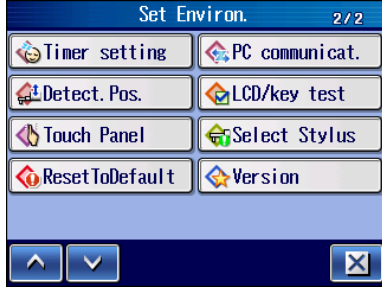 Set Environ. 2/2
Timer setting PC communicat.
Detect.Pos. LCD/key test
Touch Panel Select Stylus
ResetToDefault Version